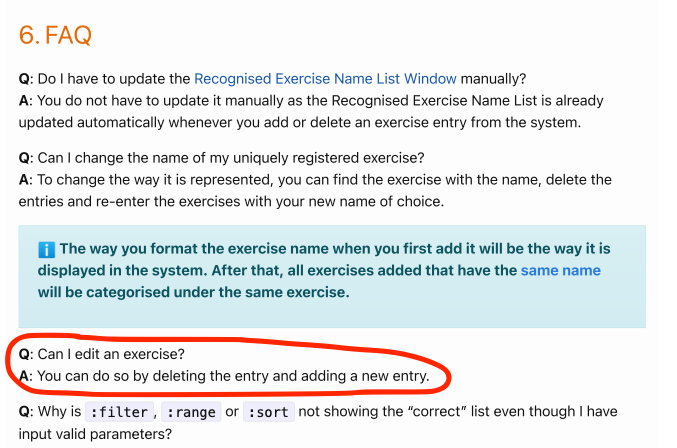 6. FAQ
Q: Do I have to update the Recognised Exercise Name List Window manually?
A: You do not have to update it manually as the Recognised Exercise Name List is already
updated automatically whenever you add or delete an exercise entry from the system.
Q: Can I change the name of my uniquely registered exercise?
A: To change the way it is represented, you can find the exercise with the name, delete the
entries and re-enter the exercises with your new name of choice.
ℹ️ The way you format the exercise name when you first add it will be the way it is
displayed in the system. After that, all exercises added that have the same name
will be categorised under the same exercise.
Q: Can I edit an exercise?
A: You can do so by deleting the entry and adding a new entry.
Q: Why is :filter, :range or :sort not showing the “correct” list even though I have
input valid parameters?